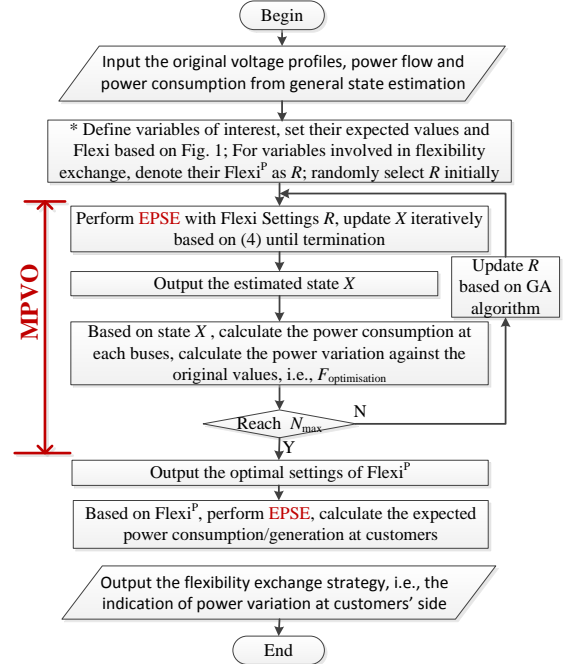 Begin
Input the original voltage profiles, power flow and
power consumption from general state estimation
* Define variables of interest, set their expected values and
Flexi based on Fig. 1; For variables involved in flexibility
exchange, denote their Flexiᴾ as R; randomly select R initially
MPVO
Perform EPSE with Flexi Settings R, update X iteratively
based on (4) until termination
Output the estimated state X
Update R
based on GA
algorithm
Based on state X , calculate the power consumption at
each buses, calculate the power variation against the
original values, i.e., Foptimisation
Reach Nmax
N
Y
Output the optimal settings of Flexiᴾ
Based on Flexiᴾ, perform EPSE, calculate the expected
power consumption/generation at customers
Output the flexibility exchange strategy, i.e., the
indication of power variation at customers' side
End